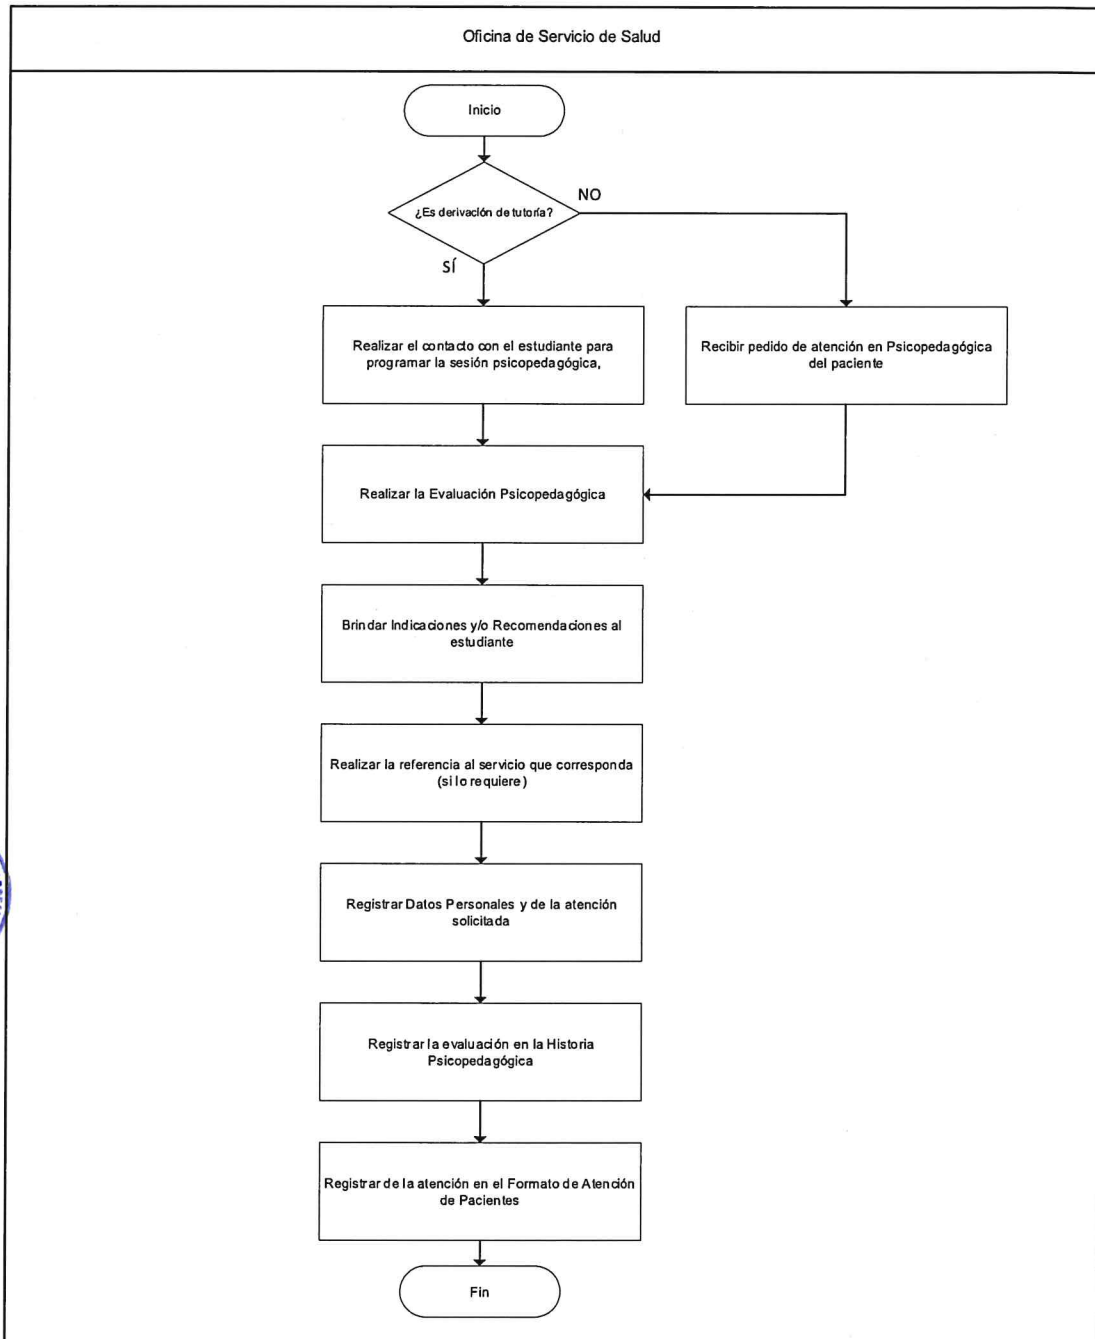 Oficina de Servicio de Salud
Inicio
¿Es derivación de tutoría?
NO
SÍ
Realizar el contacto con el estudiante para
programar la sesión psicopedagógica,
Recibir pedido de atención en Psicopedagógica
del paciente
Realizar la Evaluación Psicopedagógica
Brindar Indicaciones y/o Recomendaciones al
estudiante
Realizar la referencia al servicio que corresponda
(si lo requiere)
Registrar Datos Personales y de la atención
solicitada
Registrar la evaluación en la Historia
Psicopedagógica
Registrar de la atención en el Formato de Atención
de Pacientes
Fin